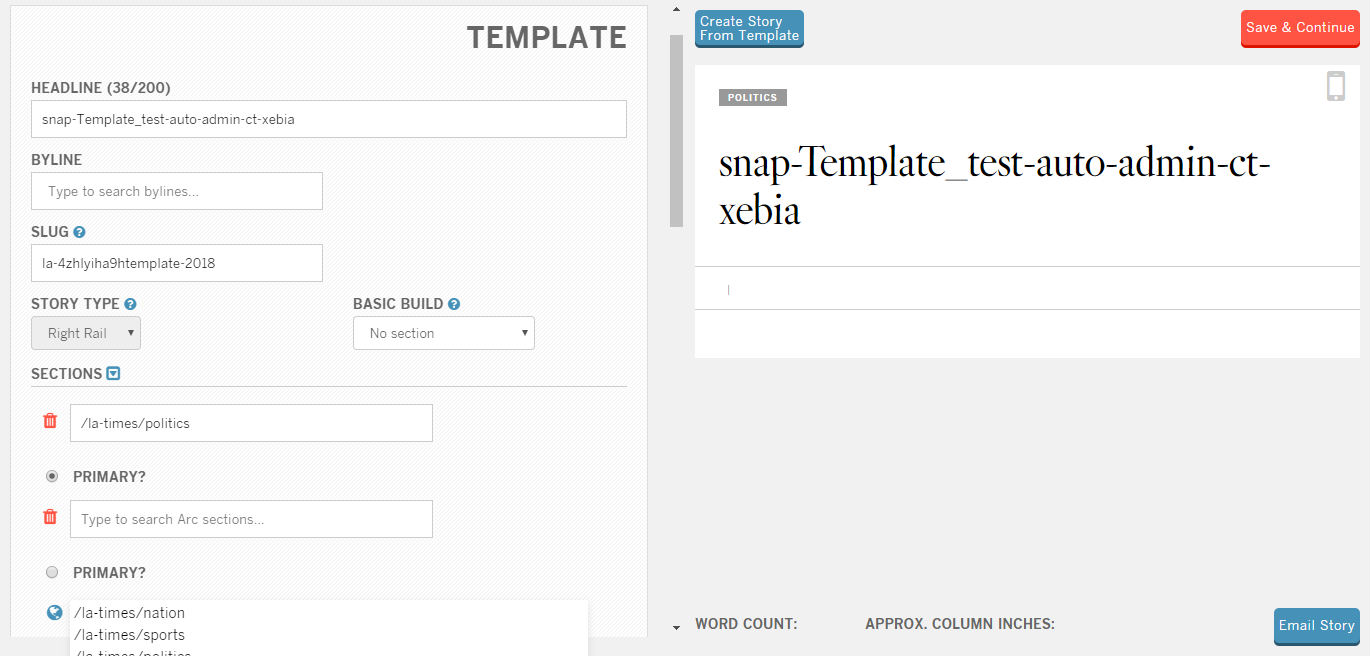 TEMPLATE
HEADLINE (38/200)
snap-Template_test-auto-admin-ct-xebia
BYLINE
Type to search bylines...
SLUG
la-4zhlyiha9htemplate-2018
STORY TYPE
BASIC BUILD
Right Rail
No section
SECTIONS
/la-times/politics
PRIMARY?
Type to search Arc sections...
PRIMARY?
/la-times/nation
/la-times/sports
/la-times/politics
Create Story
From Template
Save & Continue
POLITICS
snap-Template_test-auto-admin-ct-
xebia
|
WORD COUNT:
APPROX. COLUMN INCHES:
Email Story